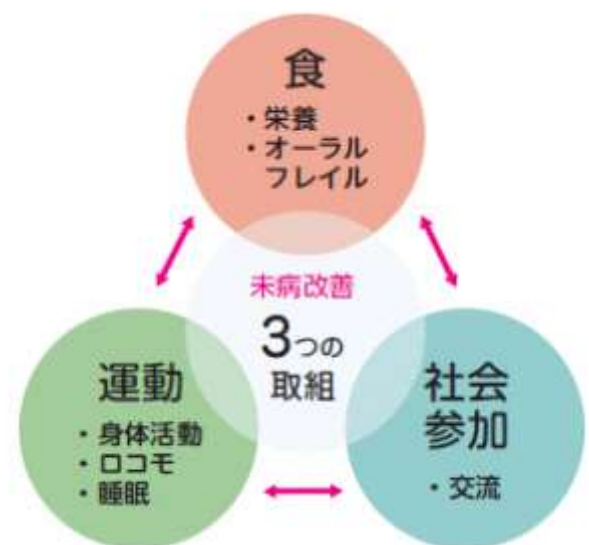 食
・栄養
・オーラル
フレイル
未病改善
3つの
取組
運動
・身体活動
・ロコモ
・睡眠
社会
参加
・交流